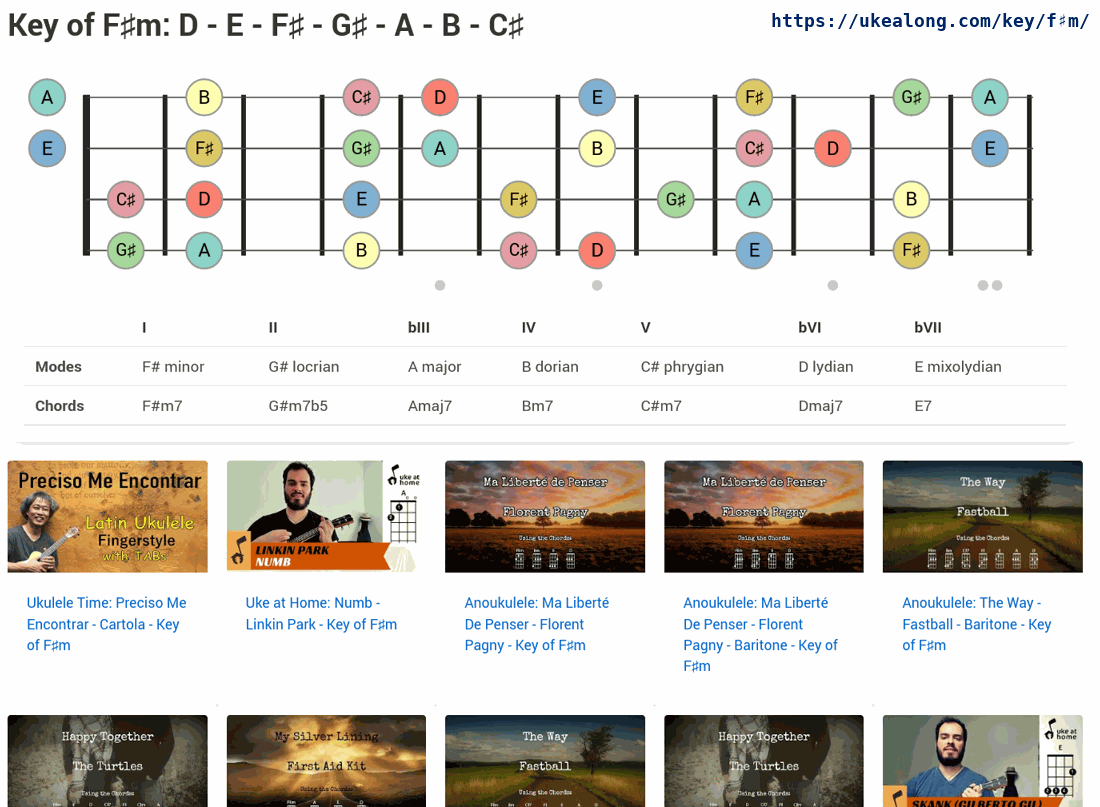 Key of F♯m: D - E - F♯ - G♯ - A - B - C♯
https://ukealong.com/key/f♯m/
A B C♯ D E F♯ G♯ A
E F♯ G♯ A B C♯ D E
C♯ D E F♯ G♯ A B
G♯ A B C♯ D E F♯
I II bIII IV V bVI bVII
Modes F# minor G# locrian A major B dorian C# phrygian D lydian E mixolydian
Chords F#m7 G#m7b5 Amaj7 Bm7 C#m7 Dmaj7 E7
Preciso Me Encontrar
Latin Ukulele
Fingerstyle
with TABs
uke at
home
A
LINKIN PARK
NUMB
Ma Liberté de Penser
Florent Pagny
Using the Chords:
Ma Liberté de Penser
Florent Pagny
Using the Chords:
The Way
Fastball
Using the Chords:
Ukulele Time: Preciso Me
Encontrar - Cartola - Key
of F♯m
Uke at Home: Numb -
Linkin Park - Key of F♯m
Anoukulele: Ma Liberté
De Penser - Florent
Pagny - Key of F♯m
Anoukulele: Ma Liberté
De Penser - Florent
Pagny - Baritone - Key of
F♯m
Anoukulele: The Way -
Fastball - Baritone - Key
of F♯m
Happy Together
The Turtles
Using the Chords:
My Silver Lining
First Aid Kit
Using the Chords:
The Way
Fastball
Using the Chords:
Happy Together
The Turtles
Using the Chords:
uke at
home
E
SKANK (GILBERTO GIL)